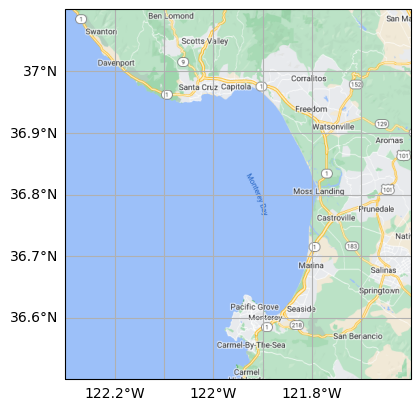 Ben Lomond
San Ma
1
Swanton
Scotts Valley
Davenport
9
37°N
Corralitos
Santa Cruz
Capitola
1
152
1
Freedom
36.9°N
Watsonville
129
Aromas
101
1
36.8°N
Monterey Bay
Moss Landing
101
Prunedale
Castroville
Nati
1
183
36.7°N
Marina
Salinas
Springtown
Pacific Grove
Seaside
36.6°N
Monterey
1
218
San Benancio
Carmel-By-The-Sea
Carmel
122.2°W
122°W
121.8°W